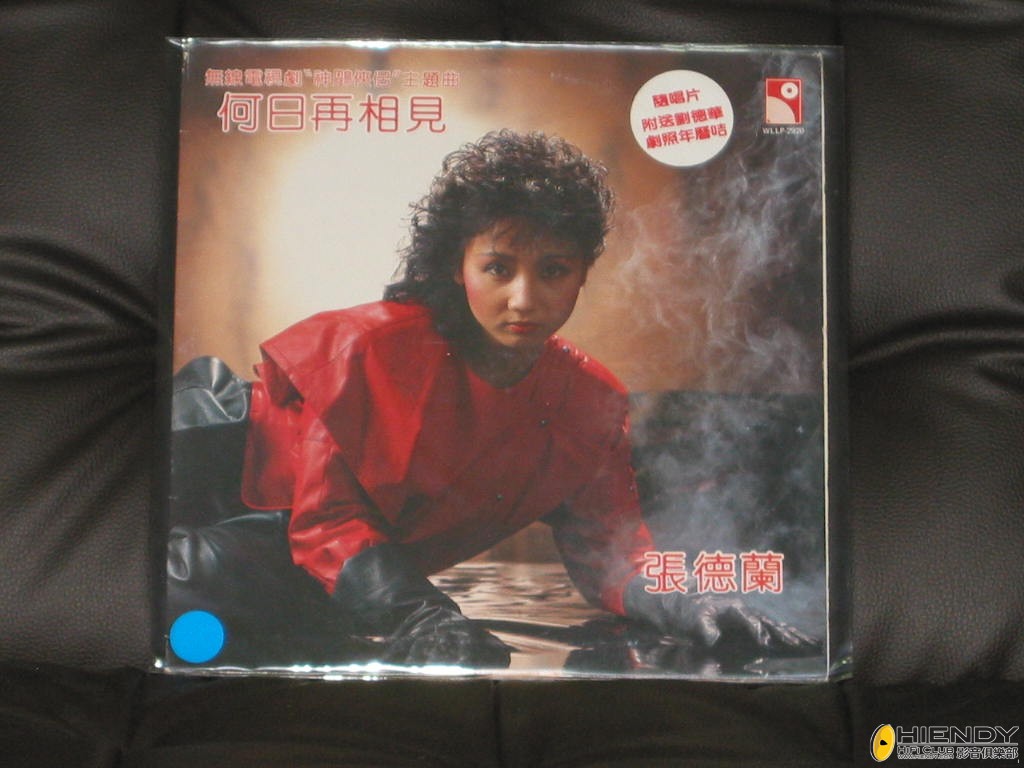 無線電視劇"神鵰俠侶"主題曲
何日再相見
隨唱片
附送劉德華
劇照年曆咭
WLLP-2920
張德蘭
HIENDY
HIFI CLUB 影音俱樂部